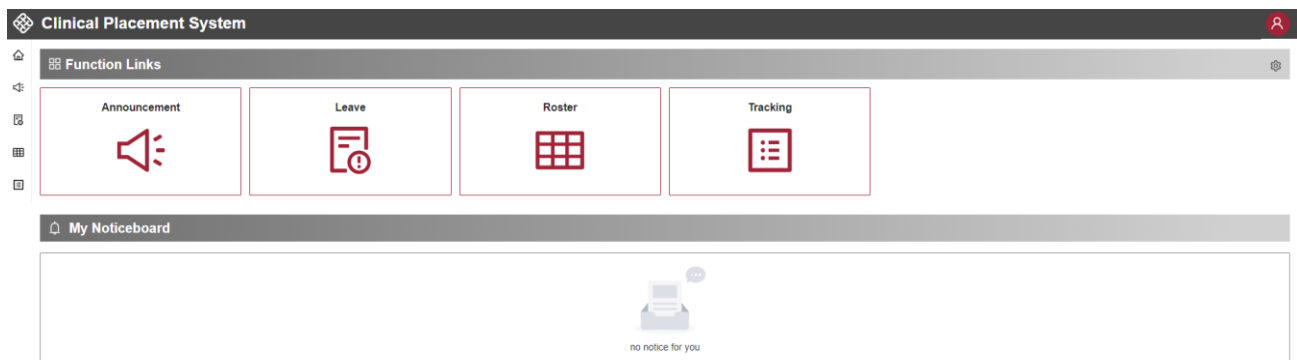 Clinical Placement System
Function Links
Announcement
Leave
Roster
Tracking
My Noticeboard
no notice for you